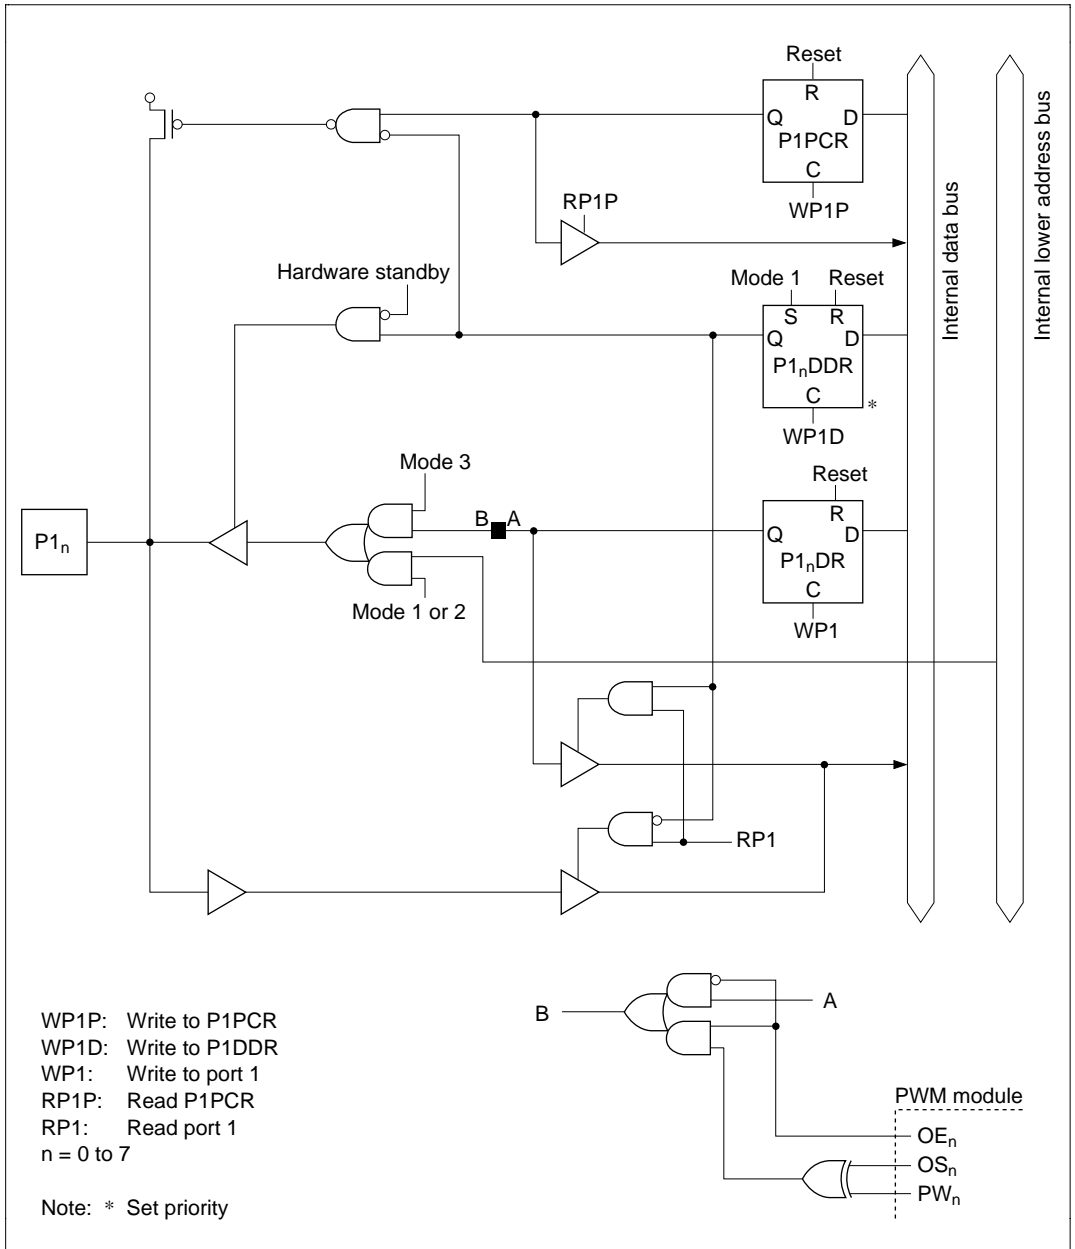 Reset
R
Q D
P1PCR
C
WP1P
RP1P
Internal data bus
Internal lower address bus
Hardware standby
Mode 1 Reset
S R
Q D
P1nDDR
C
*
WP1D
Mode 3
Reset
B A
R
Q D
P1n
P1nDR
C
Mode 1 or 2
WP1
RP1
B
A
PWM module
OEn
OSn
PWn
WP1P: Write to P1PCR
WP1D: Write to P1DDR
WP1: Write to port 1
RP1P: Read P1PCR
RP1: Read port 1
n = 0 to 7
Note: * Set priority